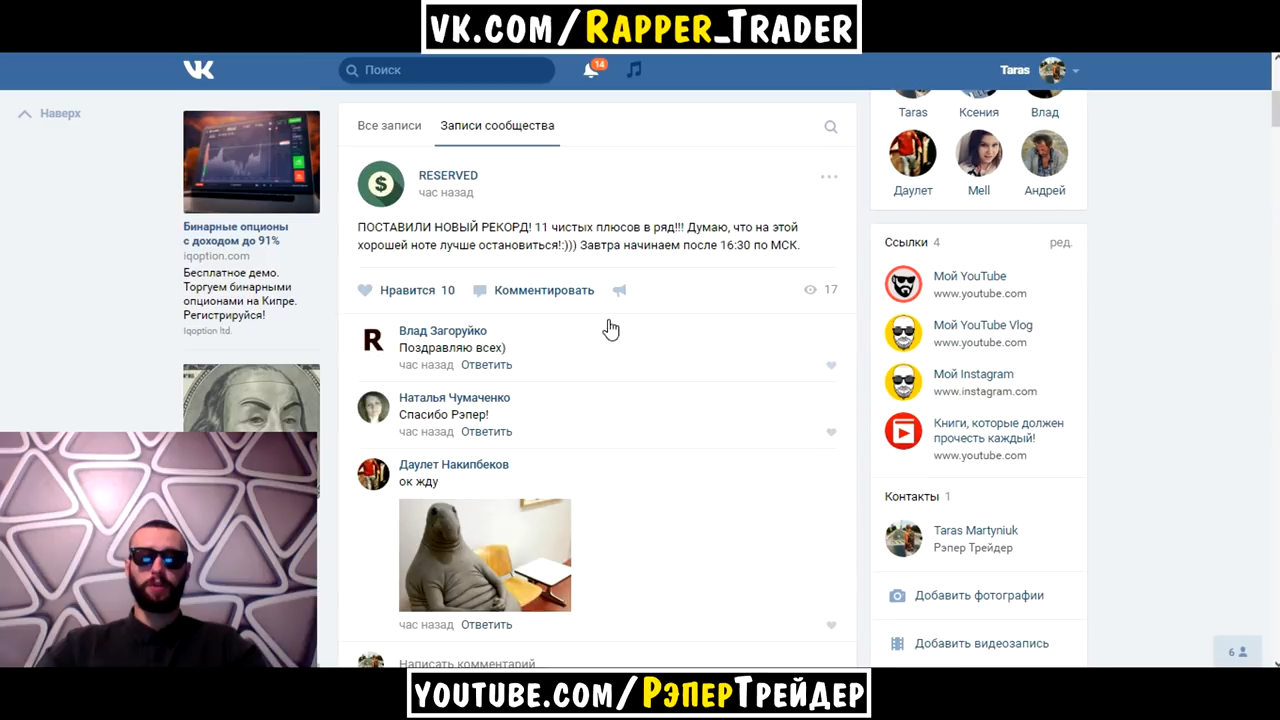 VK.COM/RAPPER_TRADER
Поиск
14
Taras
Наверх
Бинарные опционы
с доходом до 91%
iqoption.com
Бесплатное демо.
Торгуем бинарными
опционами на Кипре.
Регистрируйся!
Iqoption ltd.
Все записи
Записи сообщества
RESERVED
час назад
ПОСТАВИЛИ НОВЫЙ РЕКОРД! 11 чистых плюсов в ряд!!! Думаю, что на этой
хорошей ноте лучше остановиться!:))) Завтра начинаем после 16:30 по МСК.
Нравится 10
Комментировать
17
R
Влад Загоруйко
Поздравляю всех)
час назад Ответить
Наталья Чумаченко
Спасибо Рэпер!
час назад Ответить
Даулет Накипбеков
ок жду
час назад Ответить
Написать комментарий...
Taras
Ксения
Влад
Даулет
Mell
Андрей
Ссылки 4
ред.
Мой YouTube
www.youtube.com
Мой YouTube Vlog
www.youtube.com
Мой Instagram
www.instagram.com
Книги, которые должен
прочесть каждый!
www.youtube.com
Контакты 1
Taras Martyniuk
Рэпер Трейдер
Добавить фотографии
Добавить видеозапись
6
YOUTUBE.COM/РЭПЕРТРЕЙДЕР